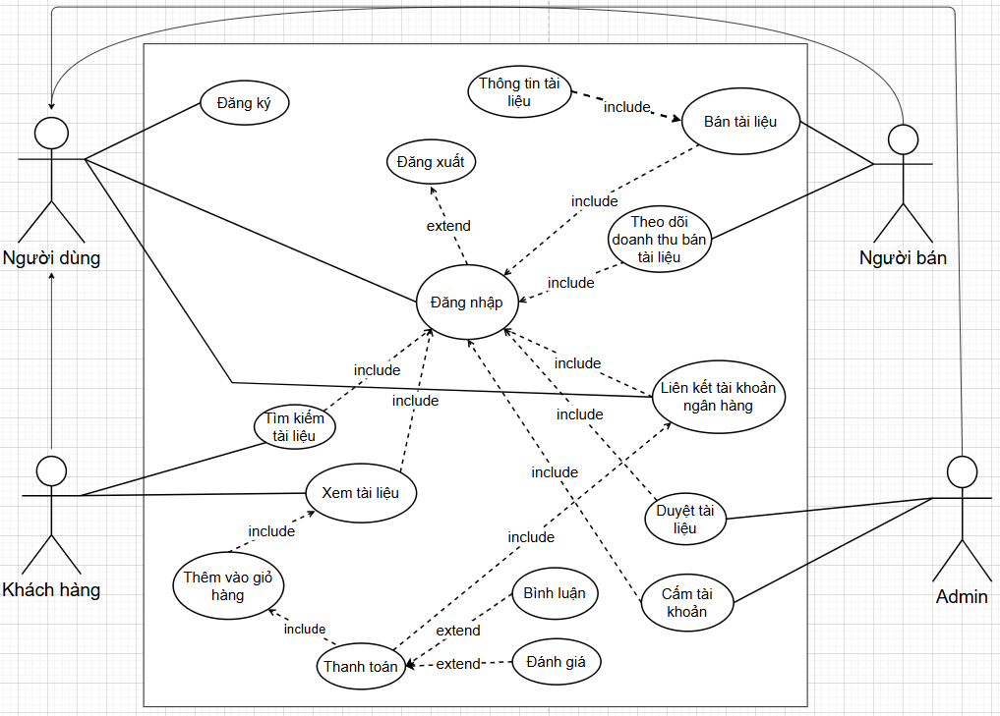 Đăng ký
Thông tin tài
liệu
include
Bán tài liệu
Đăng xuất
include
extend
Theo dõi
doanh thu bán
tài liệu
Người dùng
Người bán
include
Đăng nhập
include
include
include
Liên kết tài khoản
ngân hàng
Tìm kiếm
tài liệu
include
include
Xem tài liệu
Duyệt tài
liệu
include
include
Thêm vào giỏ
hàng
Khách hàng
Bình luận
Cấm tài
khoản
Admin
include
extend
Thanh toán
extend
Đánh giá